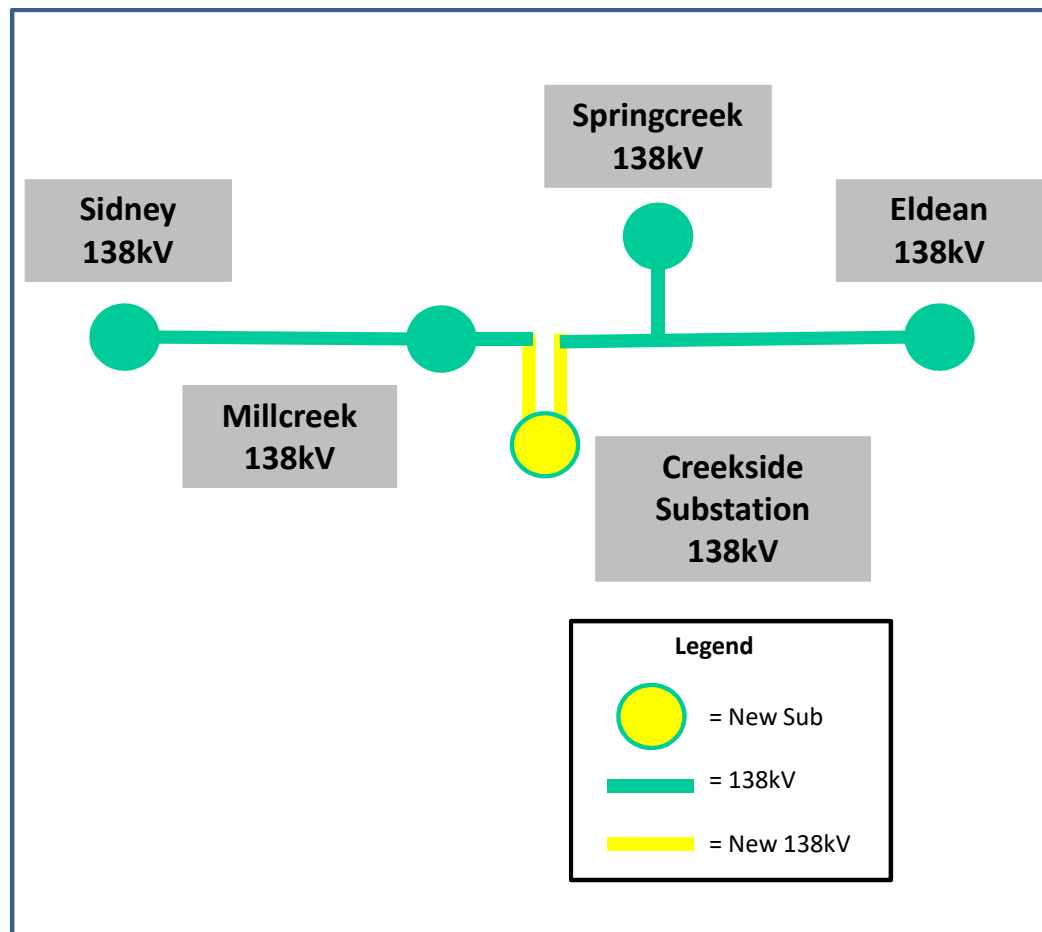 Springcreek
138kV
Sidney
138kV
Eldean
138kV
Millcreek
138kV
Creekside
Substation
138kV
Legend
= New Sub
= 138kV
= New 138kV